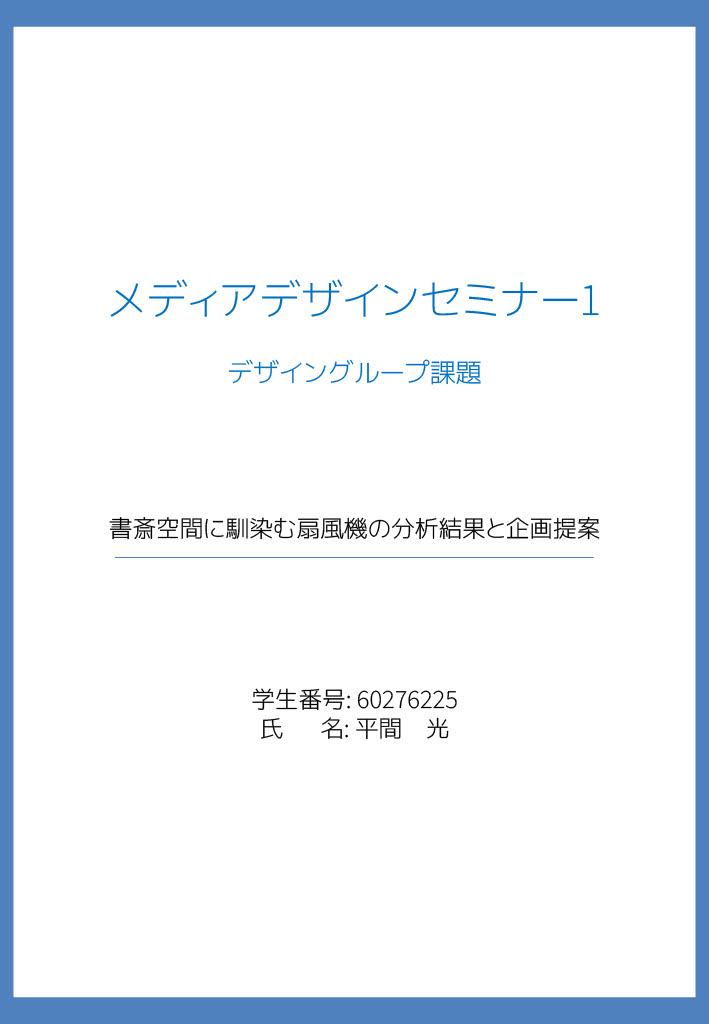 メディアデザインセミナー1
デザイングループ課題
書斎空間に馴染む扇風機の分析結果と企画提案
学生番号: 60276225
氏　名: 平間　光